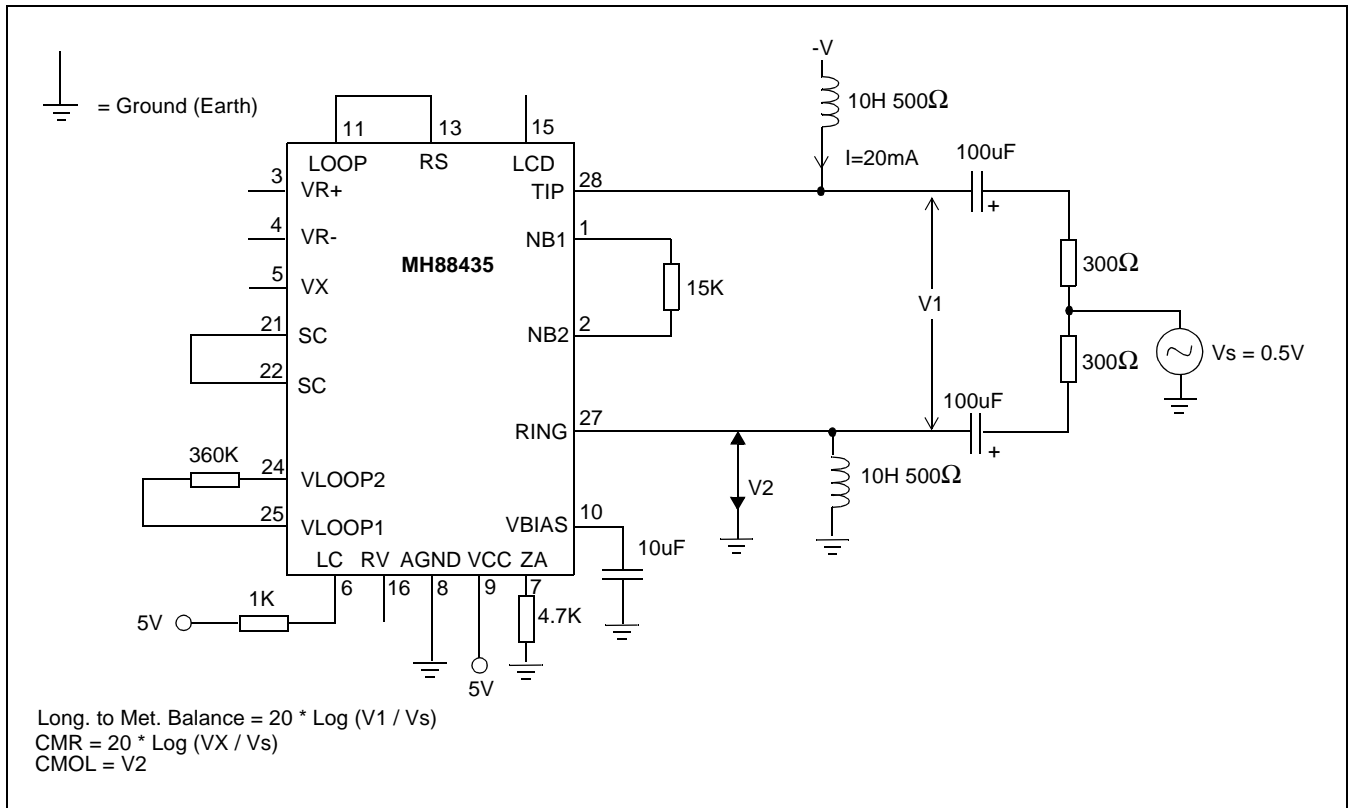 -V
= Ground (Earth)
10H 500Ω
11
13
15
I=20mA
100uF
LOOP
RS
LCD
3
VR+
TIP
28
+
4
VR-
NB1
1
MH88435
300Ω
5
VX
15K
V1
21
SC
NB2
2
Vs = 0.5V
22
SC
300Ω
100uF
RING
27
+
360K
24
VLOOP2
V2
10H 500Ω
25
VLOOP1
VBIAS
10
10uF
LC
RV
AGND
VCC
ZA
6
16
8
9
7
1K
4.7K
5V
5V
Long. to Met. Balance = 20 * Log (V1 / Vs)
CMR = 20 * Log (VX / Vs)
CMOL = V2